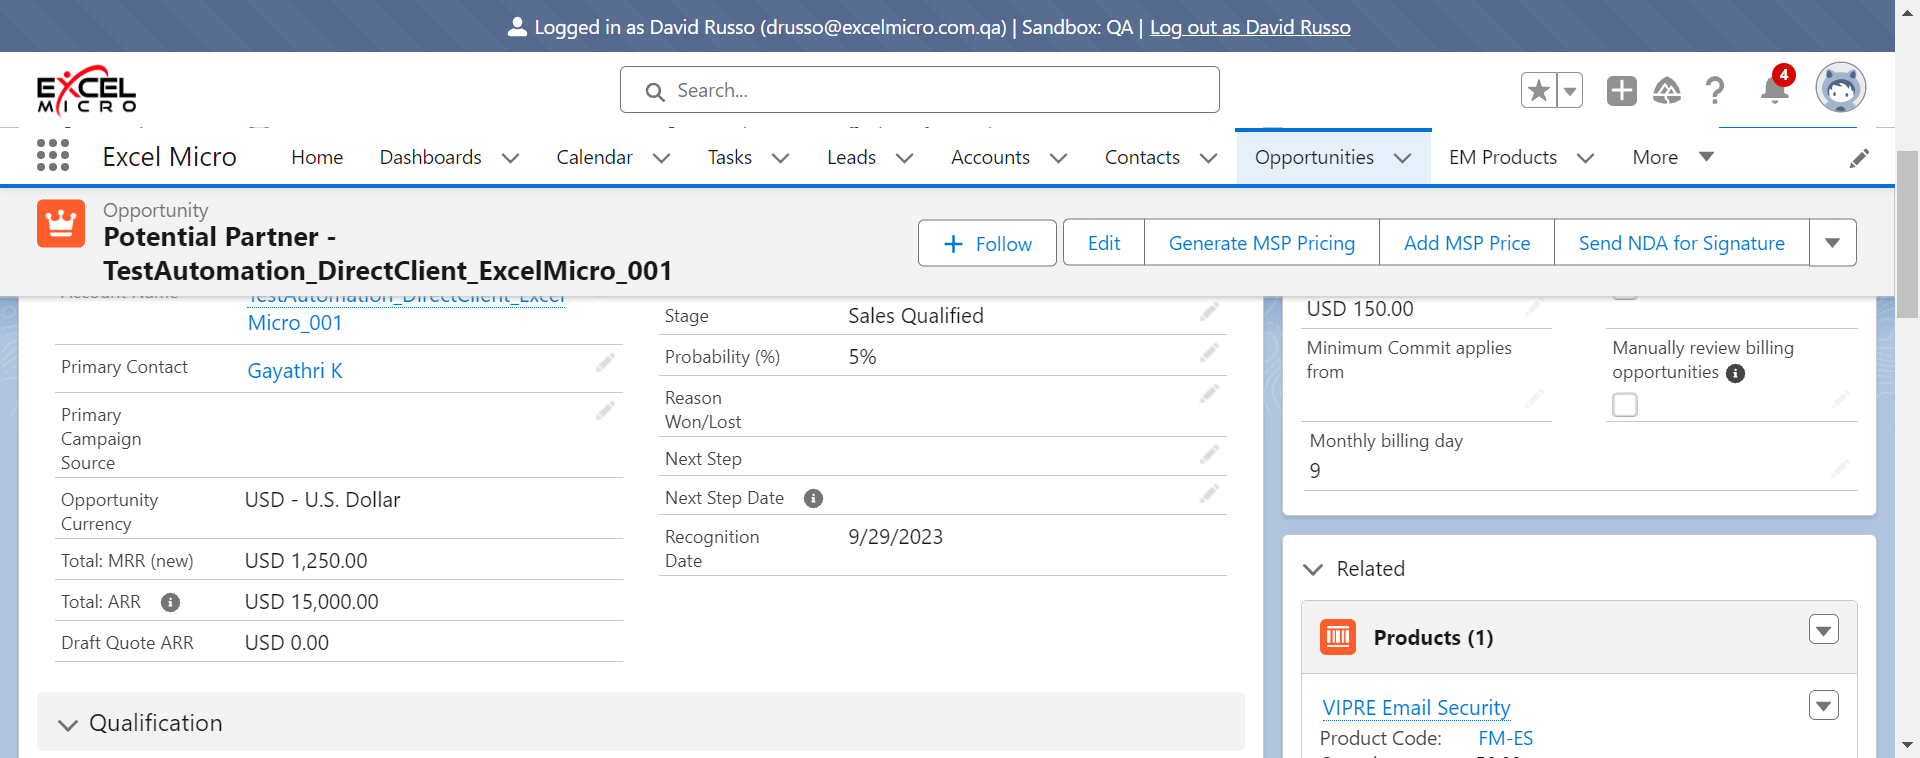 Logged in as David Russo (drusso@excelmicro.com.qa) | Sandbox: QA | Log out as David Russo
EXCEL
MICRO
Search...
4
Excel Micro
Home
Dashboards
Calendar
Tasks
Leads
Accounts
Contacts
Opportunities
EM Products
More
Opportunity
Potential Partner -
TestAutomation_DirectClient_ExcelMicro_001
Follow
Edit
Generate MSP Pricing
Add MSP Price
Send NDA for Signature
Account Name
TestAutomation_DirectClient_Excel
Micro_001
Primary Contact
Gayathri K
Primary
Campaign
Source
Opportunity
Currency
USD - U.S. Dollar
Total: MRR (new)
USD 1,250.00
Total: ARR
USD 15,000.00
Draft Quote ARR
USD 0.00
Stage
Sales Qualified
Probability (%)
5%
Reason
Won/Lost
Next Step
Next Step Date
Recognition
Date
9/29/2023
Qualification
USD 150.00
Minimum Commit applies
from
Manually review billing
opportunities
Monthly billing day
9
Related
Products (1)
VIPRE Email Security
Product Code:
FM-ES